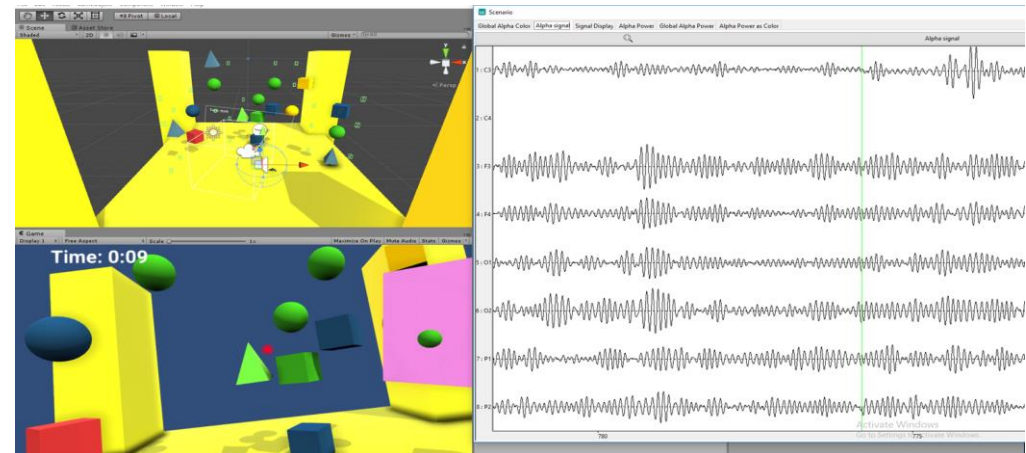 Pivot Local
Scene Asset Store
Shaded 2D Gizmos
y
x
Persp
Game
Display 1 Free Aspect Scale Maximize On Play Mute Audio Stats Gizmos
Time: 0:09
Scenario
Global Alpha Color Alpha signal Signal Display Alpha Power Global Alpha Power Alpha Power as Color
Alpha signal
1 : C3
2 : C4
3 : F3
4 : F4
5 : O1
6 : O2
7 : P1
8 : P2
Activate Windows
Go to Settings to Activate Windows.
780 779